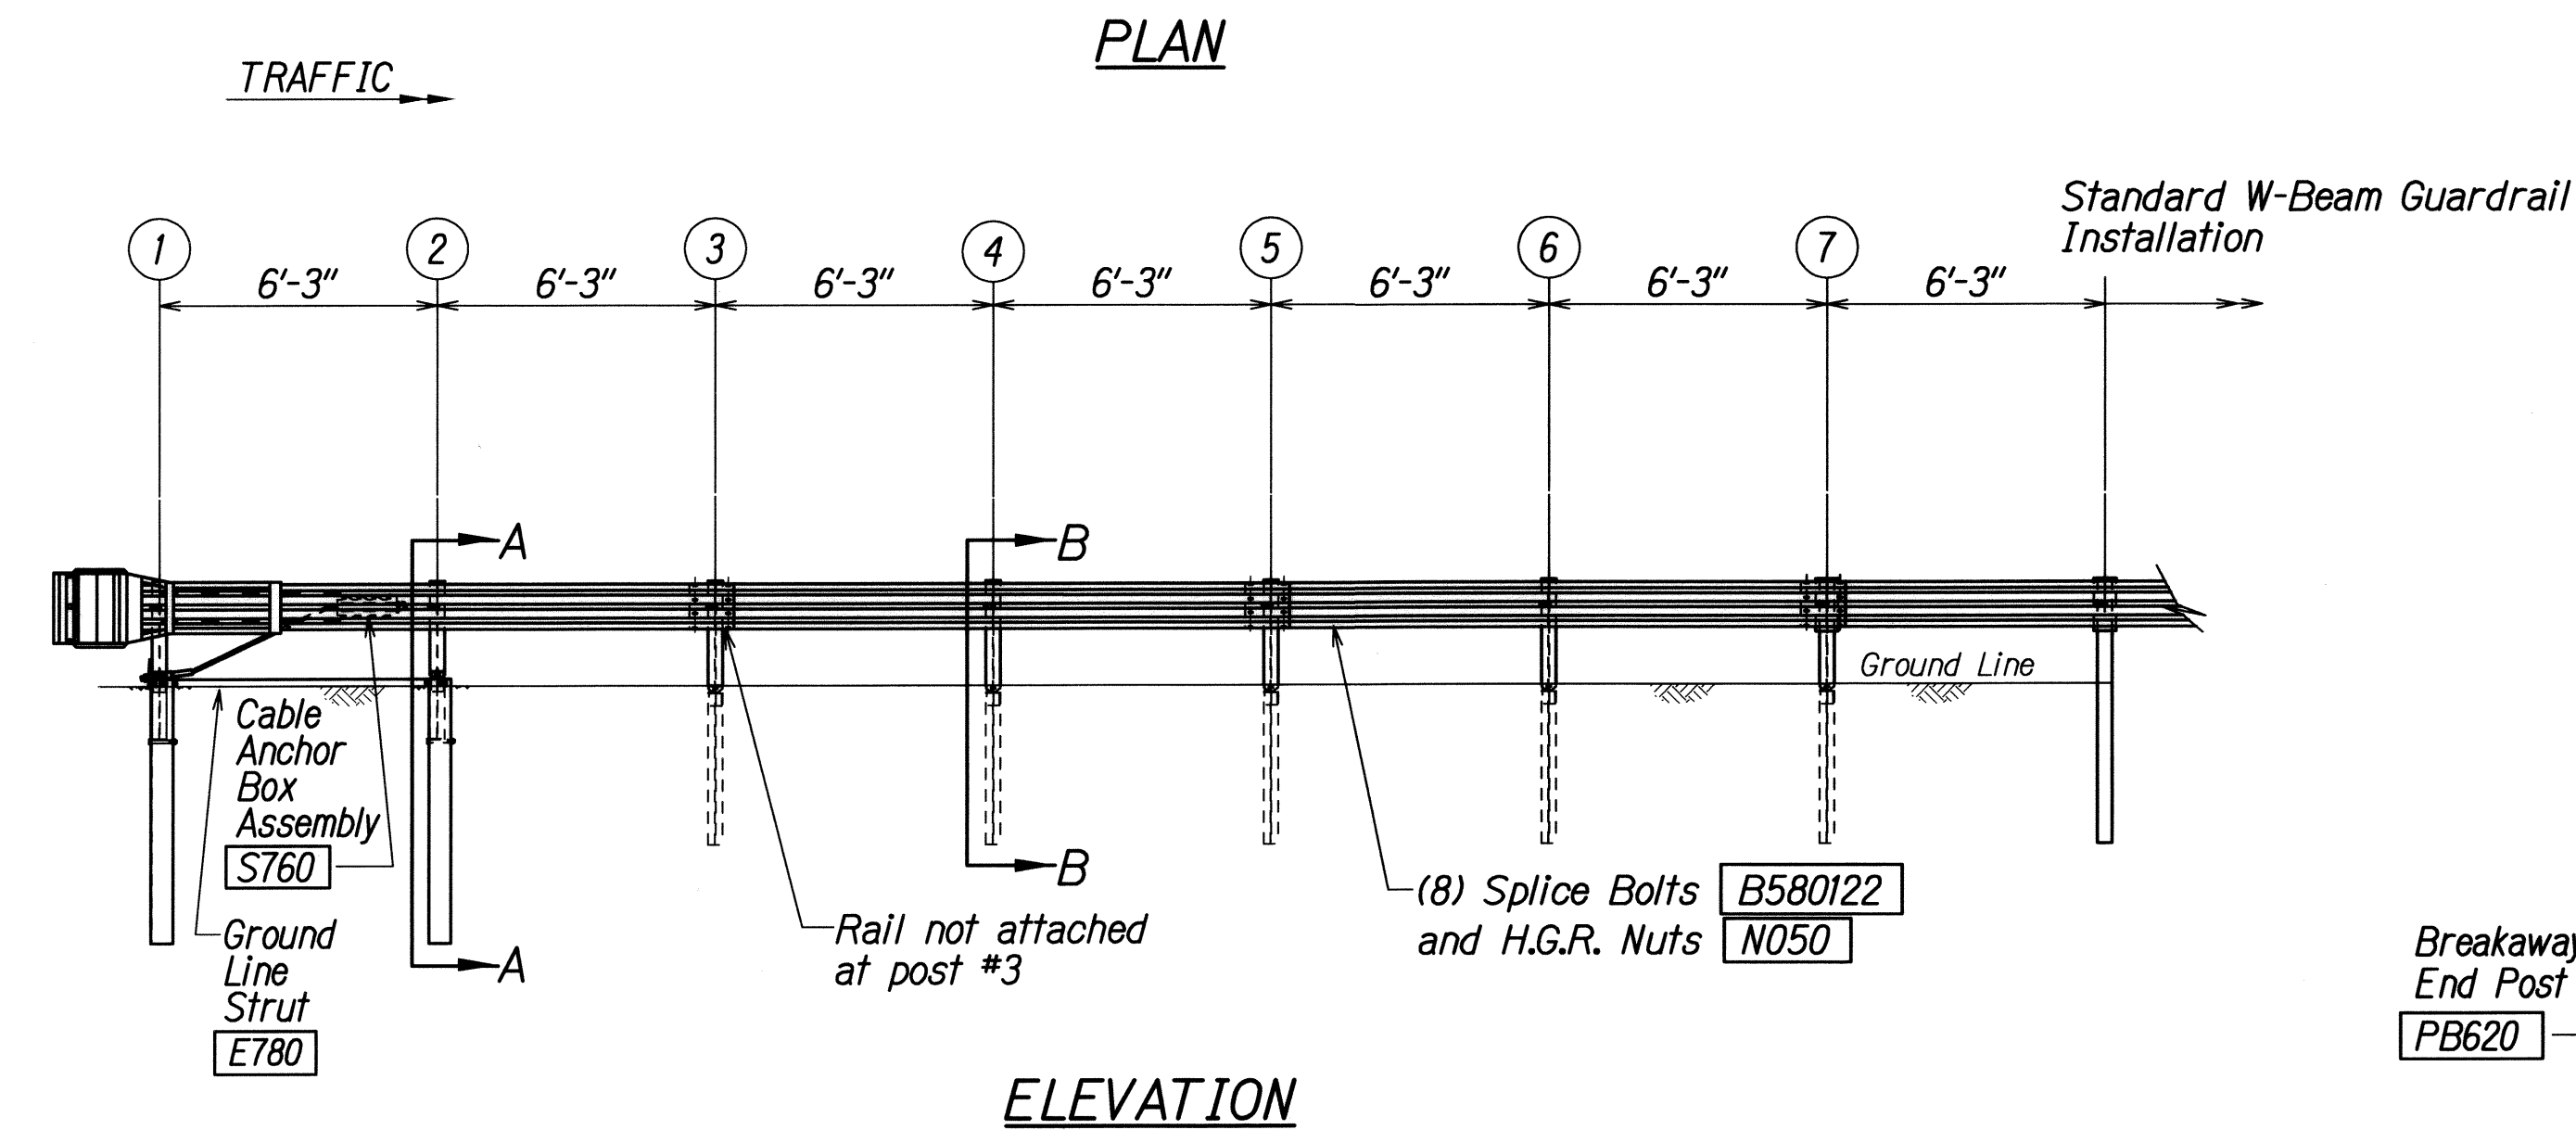 PLAN
TRAFFIC
Standard W-Beam Guardrail
Installation
1 2 3 4 5 6 7
6'-3" 6'-3" 6'-3" 6'-3" 6'-3" 6'-3" 6'-3"
A B
Ground Line
Cable
Anchor
Box
Assembly
S760
Ground
Line
Strut
E780
A B
Rail not attached
at post #3
(8) Splice Bolts B580122
and H.G.R. Nuts N050
Breakaway
End Post
PB620
ELEVATION